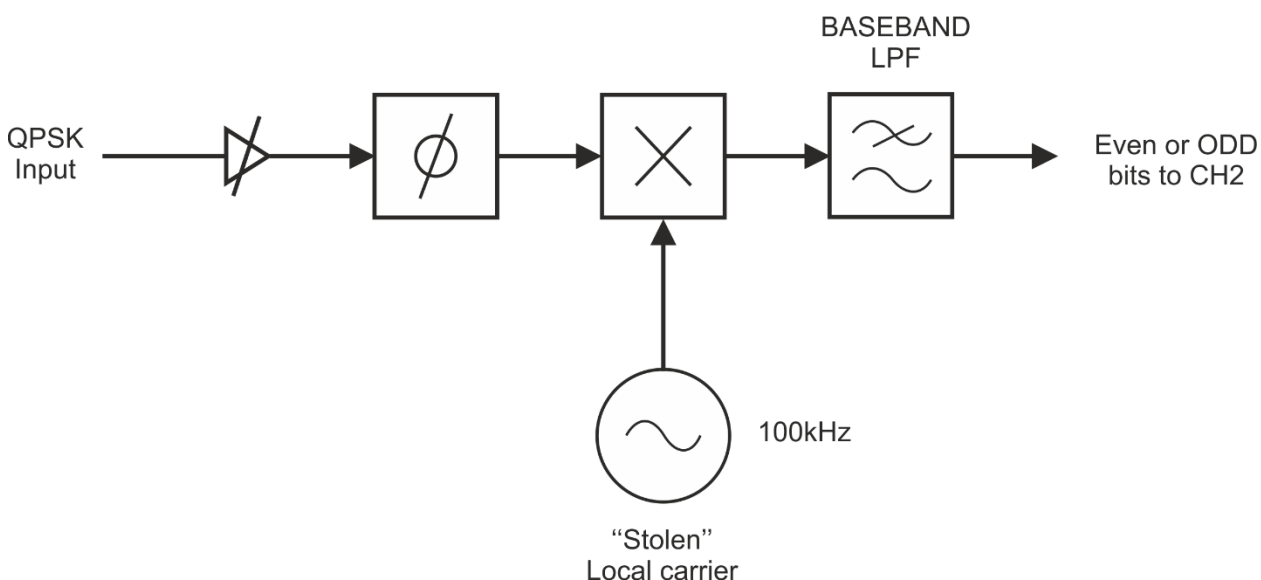 BASEBAND
LPF
QPSK
Input
Even or ODD
bits to CH2
100kHz
“Stolen”
Local carrier